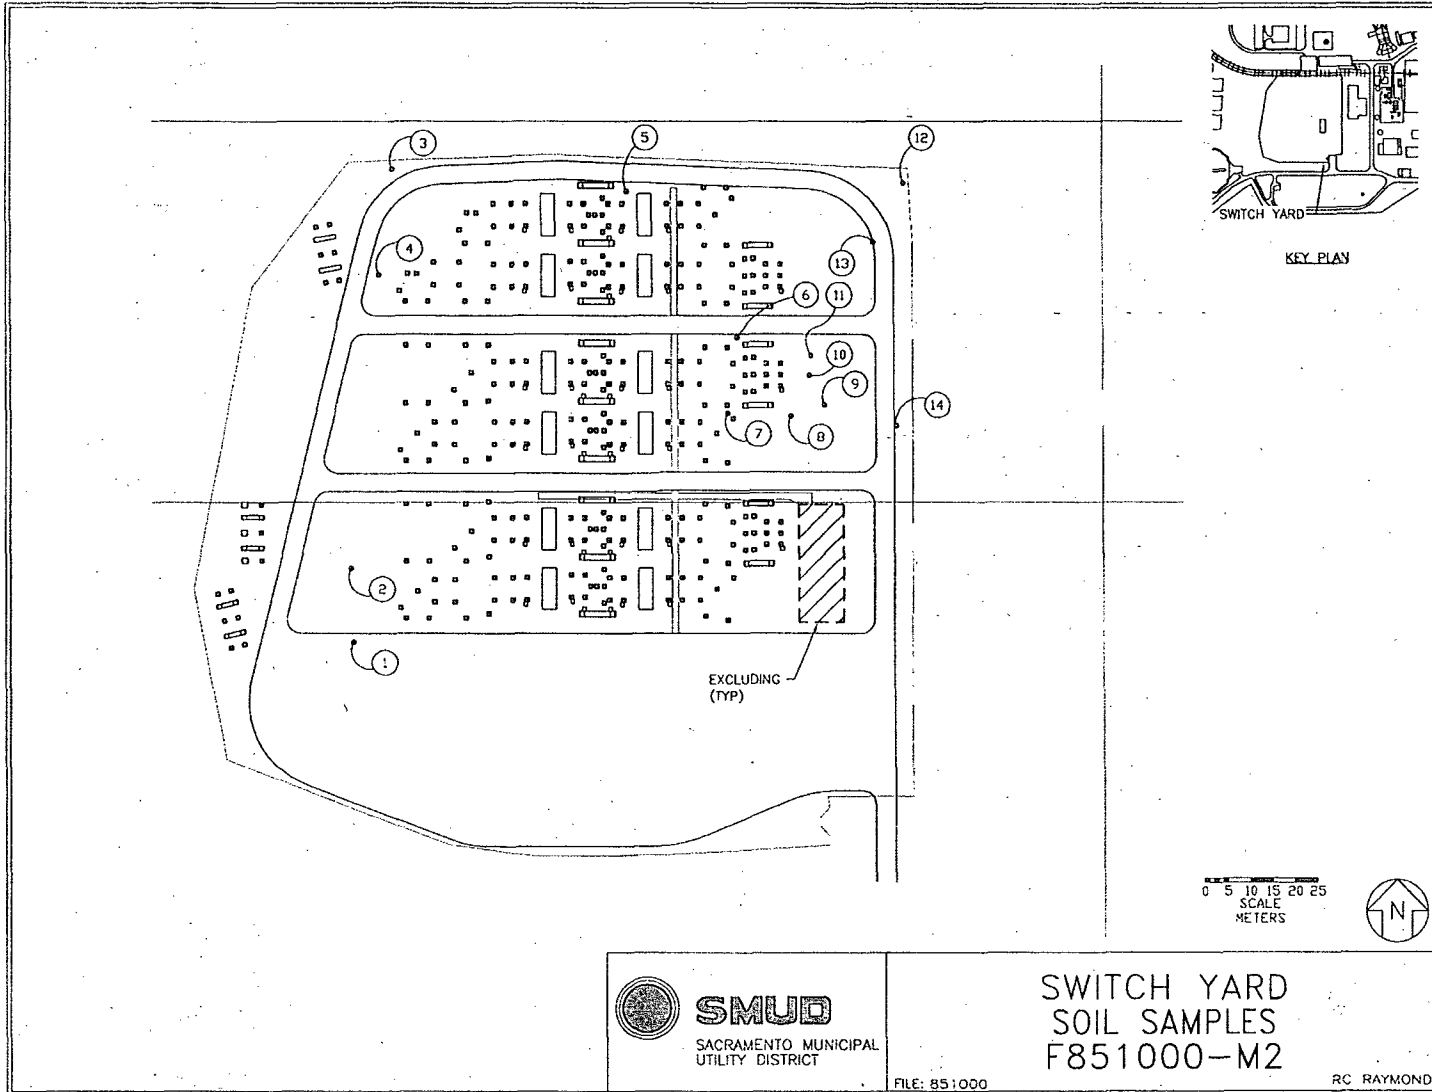 3
5
12
SWITCH YARD
KEY PLAN
4
13
6
11
10
9
14
7
8
2
1
EXCLUDING
(TYP)
0 5 10 15 20 25
SCALE
METERS
N
SMUD
SACRAMENTO MUNICIPAL
UTILITY DISTRICT
SWITCH YARD
SOIL SAMPLES
F851000-M2
FILE: 851000
RC RAYMOND